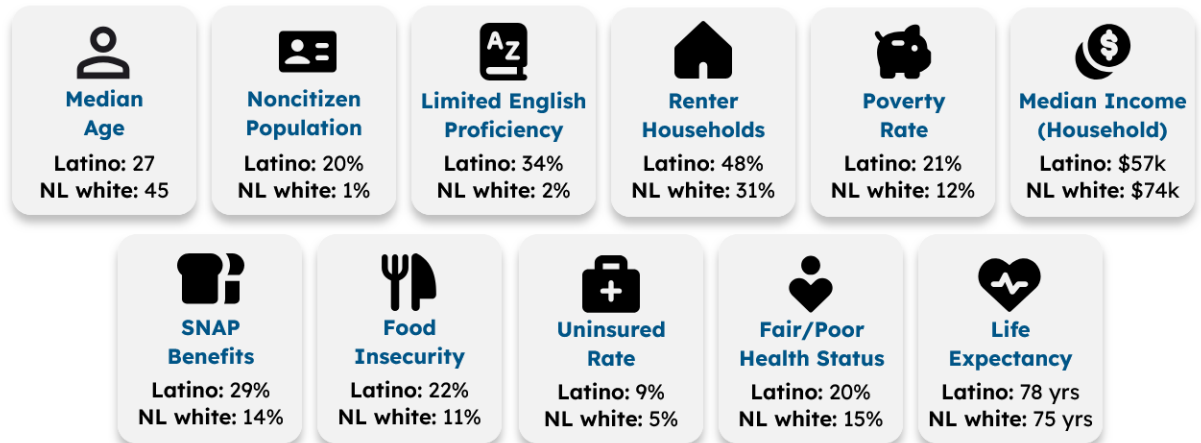 Median
Age
Latino: 27
NL white: 45
Noncitizen
Population
Latino: 20%
NL white: 1%
AZ
Limited English
Proficiency
Latino: 34%
NL white: 2%
Renter
Households
Latino: 48%
NL white: 31%
Poverty
Rate
Latino: 21%
NL white: 12%
$
Median Income
(Household)
Latino: $57k
NL white: $74k
SNAP
Benefits
Latino: 29%
NL white: 14%
Food
Insecurity
Latino: 22%
NL white: 11%
Uninsured
Rate
Latino: 9%
NL white: 5%
Fair/Poor
Health Status
Latino: 20%
NL white: 15%
Life
Expectancy
Latino: 78 yrs
NL white: 75 yrs